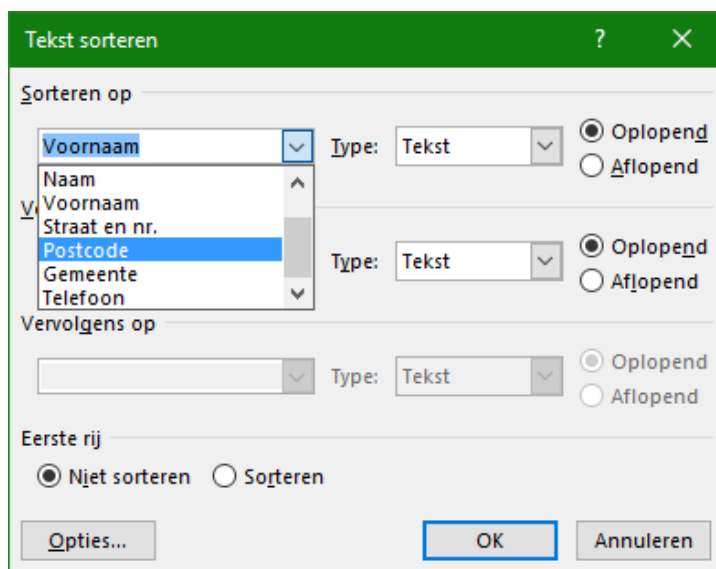 Tekst sorteren ?
Sorteren op
Voornaam Type: Tekst Oplopend
Aflopend
Naam
Voornaam
Straat en nr.
Postcode
Gemeente
Telefoon
Type: Tekst Oplopend
Aflopend
Vervolgens op
Type: Tekst Oplopend
Aflopend
Eerste rij
Niet sorteren Sorteren
Opties... OK Annuleren